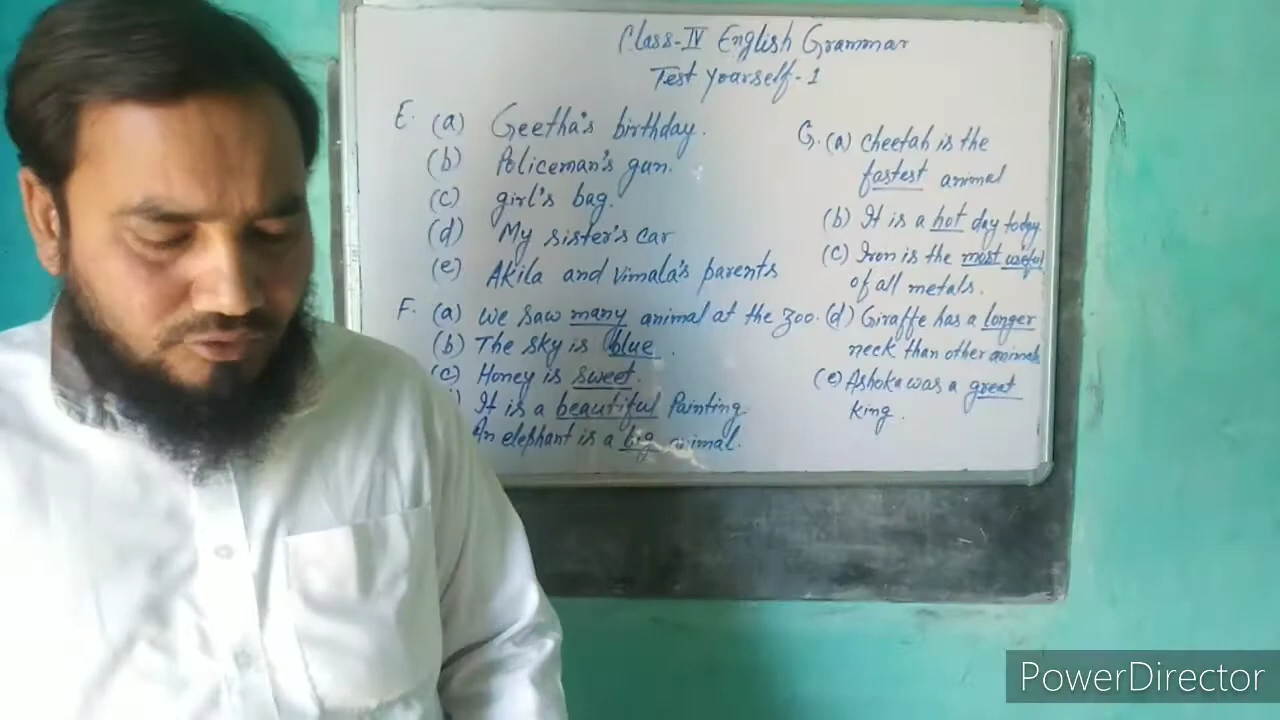 Class-IV English Grammar
Test yourself-1
E. (a) Geetha's birthday.
(b) Policeman's gun.
(c) girl's bag.
(d) My sister's car
(e) Akila and vimala's parents
F. (a) we saw many animal at the zoo.
(b) The sky is blue.
(c) Honey is sweet.
) It is a beautiful Painting
An elephant is a big animal.
G. (a) cheetah is the
fastest animal
(b) It is a hot day today.
(c) Iron is the most useful
of all metals.
(d) Giraffe has a longer
neck than other animals
(e) Ashoka was a great
king.
PowerDirector